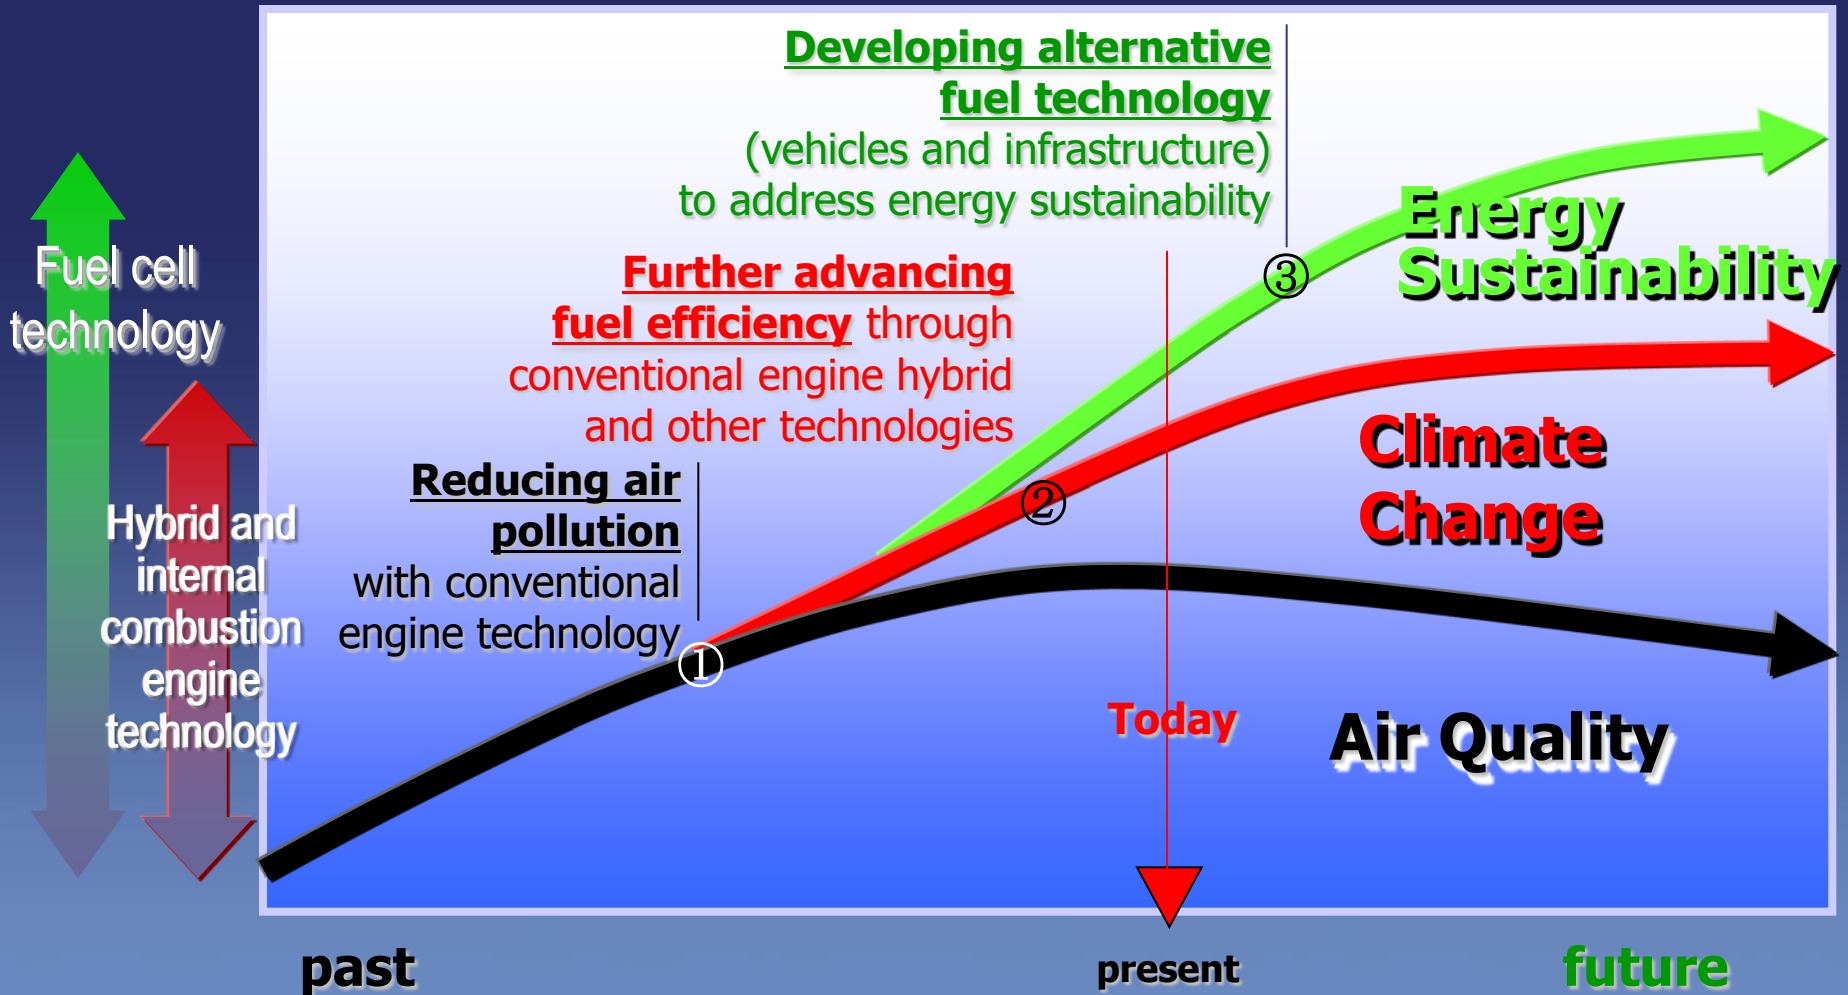 Developing alternative
fuel technology
(vehicles and infrastructure)
to address energy sustainability
Energy
Sustainability
③
Fuel cell
technology
Further advancing
fuel efficiency through
conventional engine hybrid
and other technologies
Climate
Change
②
Reducing air
pollution
with conventional
engine technology
①
Hybrid and
internal
combustion
engine
technology
Today
Air Quality
past
present
future